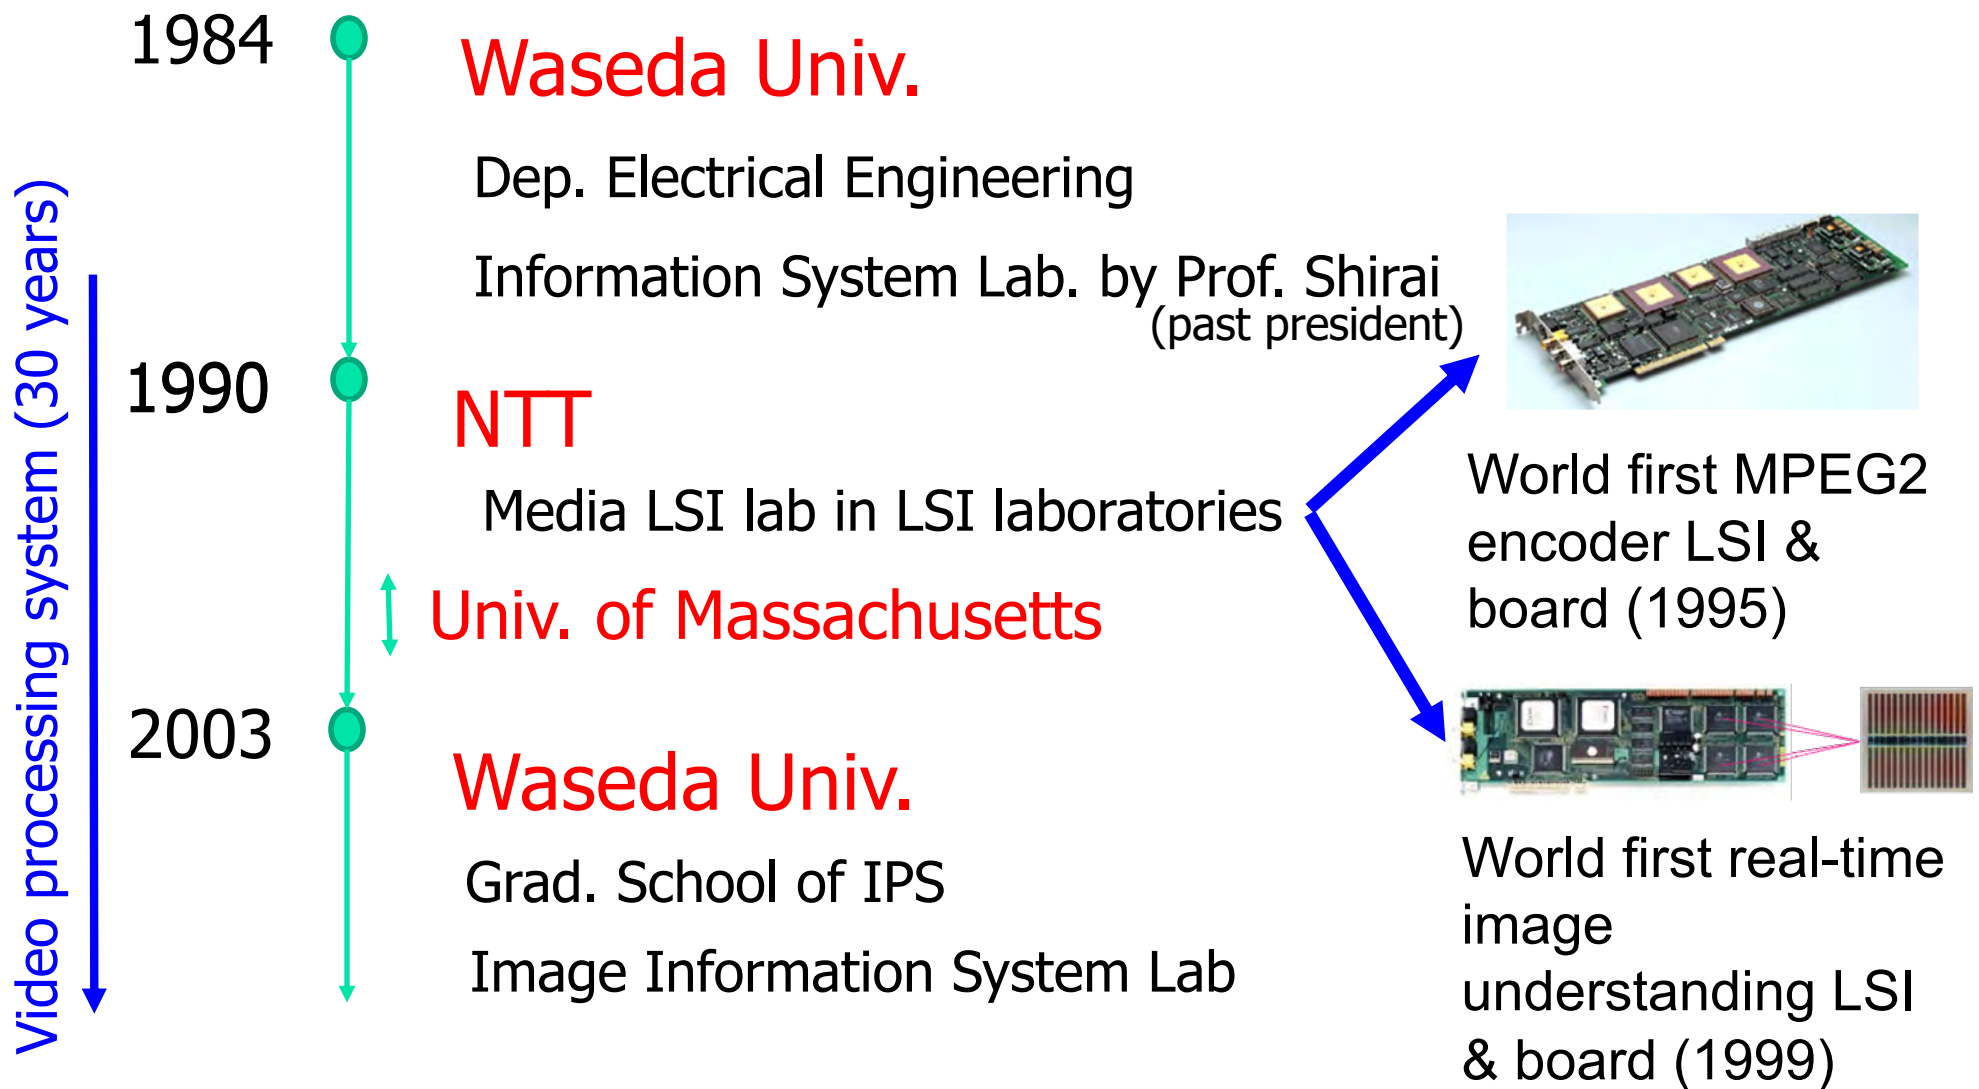 Video processing system (30 years)
1984
Waseda Univ.
Dep. Electrical Engineering
Information System Lab. by Prof. Shirai
(past president)
1990
NTT
Media LSI lab in LSI laboratories
Univ. of Massachusetts
2003
Waseda Univ.
Grad. School of IPS
Image Information System Lab
World first MPEG2
encoder LSI &
board (1995)
World first real-time
image
understanding LSI
& board (1999)